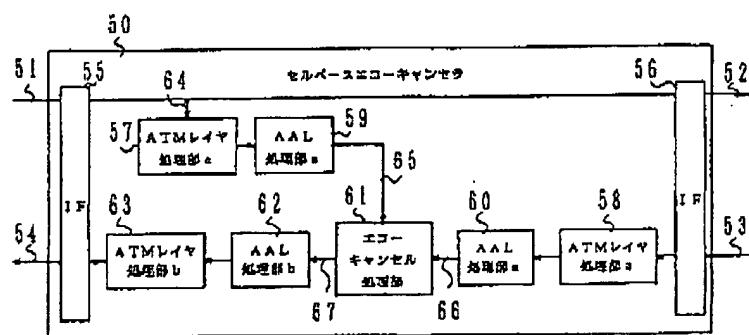 50
51
55
セルベースエコーキャンセラ
56
52
64
57
ATMレイヤ
処理部a
59
AAL
処理部a
65
IF
IF
63
ATMレイヤ
処理部b
62
AAL
処理部b
61
エコー
キャンセル
処理部
60
AAL
処理部a
58
ATMレイヤ
処理部a
54
53
67
66